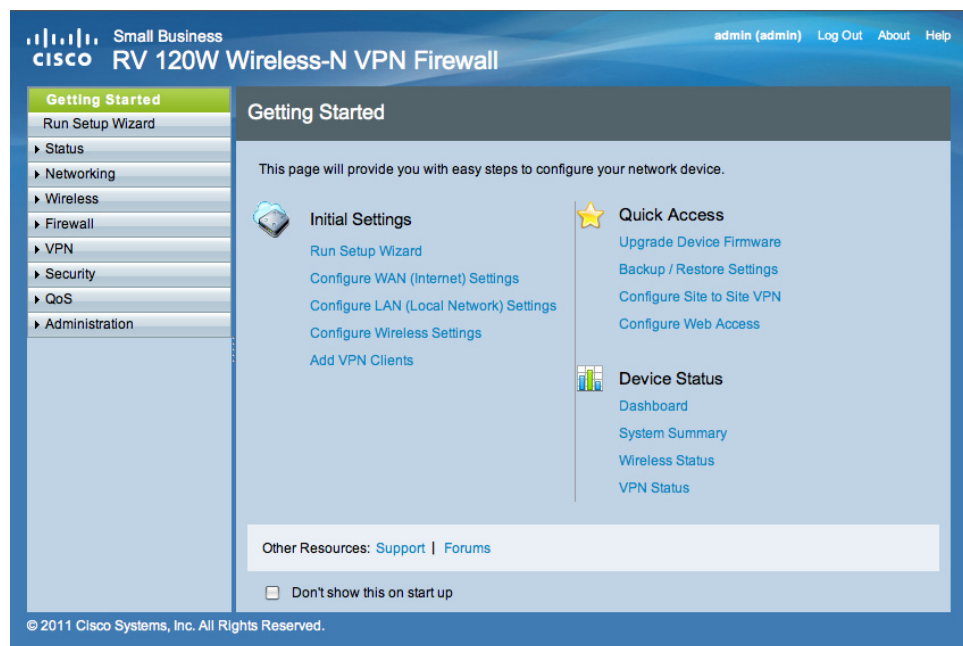 Small Business
CISCO RV 120W Wireless-N VPN Firewall
admin (admin) Log Out About Help
Getting Started
Run Setup Wizard
Status
Networking
Wireless
Firewall
VPN
Security
QoS
Administration
Getting Started
This page will provide you with easy steps to configure your network device.
Initial Settings
Run Setup Wizard
Configure WAN (Internet) Settings
Configure LAN (Local Network) Settings
Configure Wireless Settings
Add VPN Clients
Quick Access
Upgrade Device Firmware
Backup / Restore Settings
Configure Site to Site VPN
Configure Web Access
Device Status
Dashboard
System Summary
Wireless Status
VPN Status
Other Resources: Support | Forums
Don't show this on start up
© 2011 Cisco Systems, Inc. All Rights Reserved.